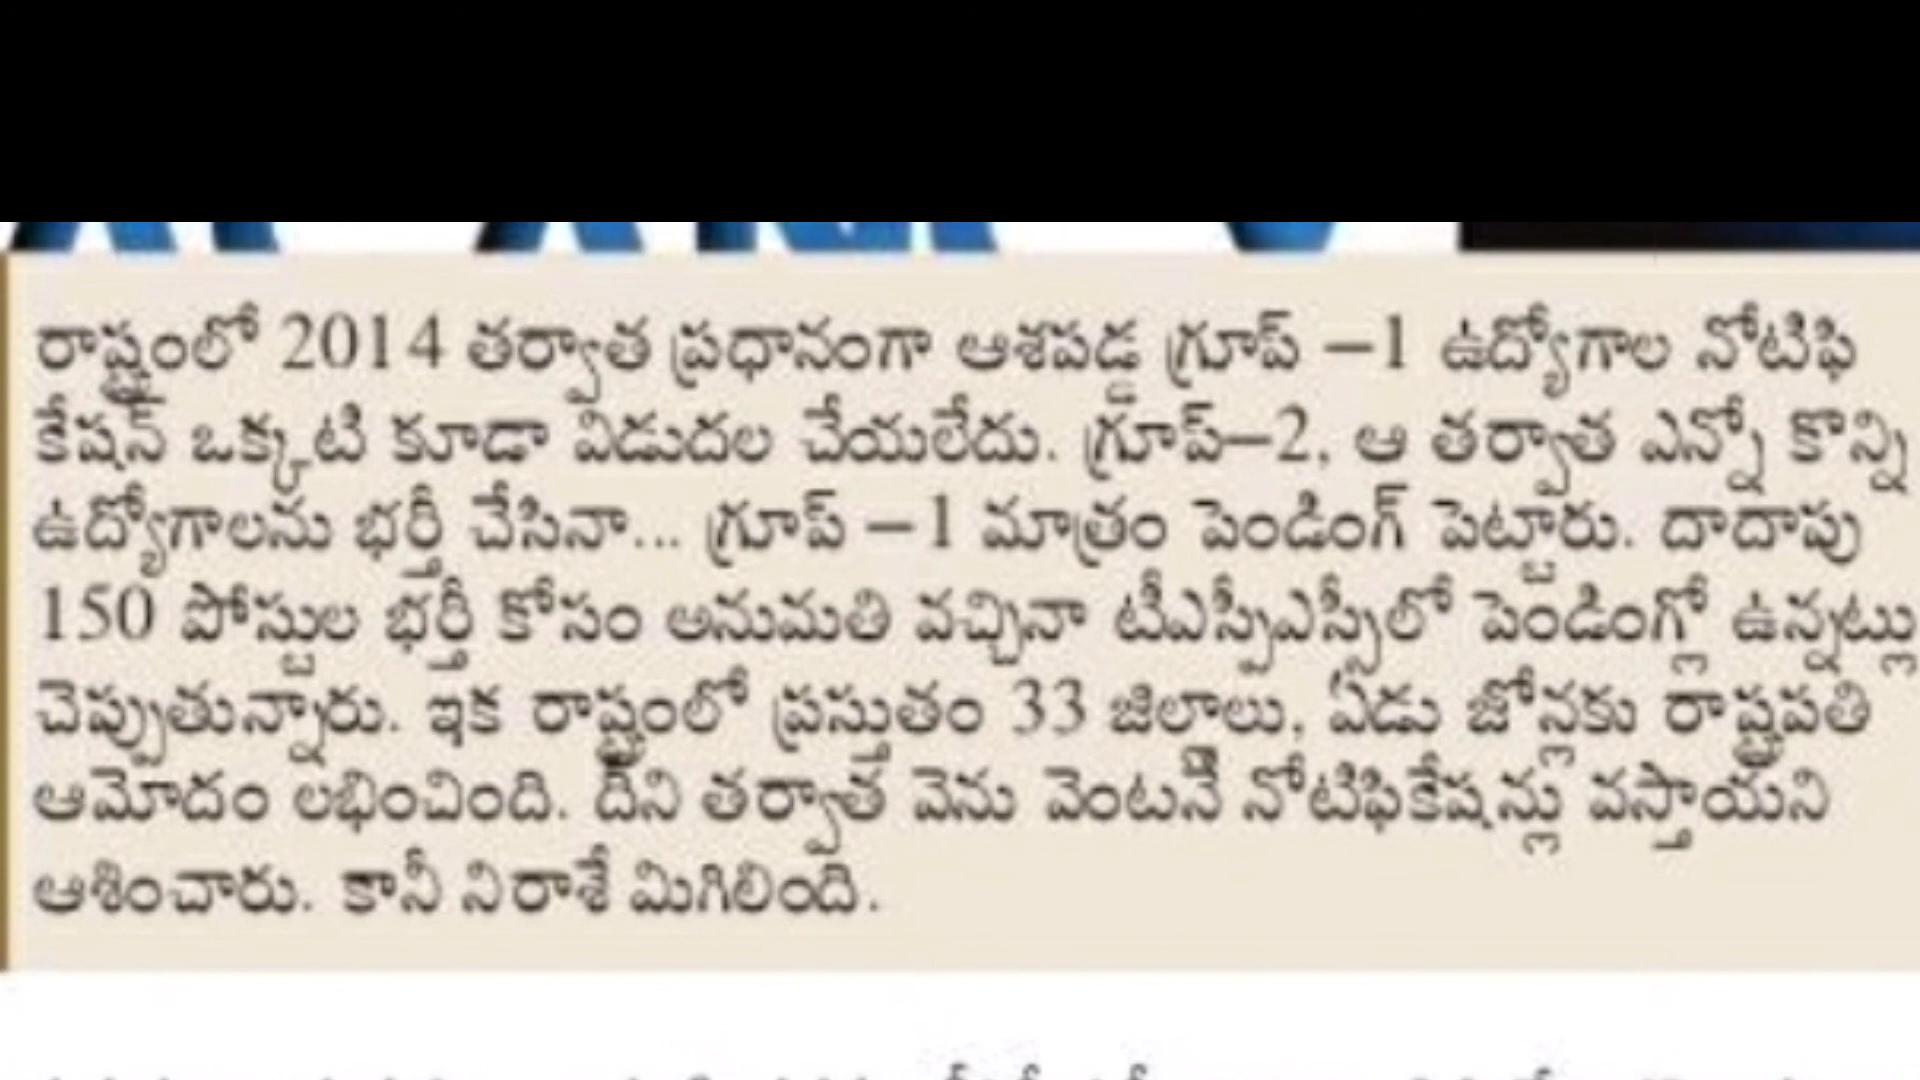 రాష్ట్రంలో 2014 తర్వాత ప్రధానంగా ఆశపడ్డ గ్రూప్ –1 ఉద్యోగాల నోటిఫి
కేషన్ ఒక్కటి కూడా విడుదల చేయలేదు. గ్రూప్–2, ఆ తర్వాత ఎన్నో కొన్ని
ఉద్యోగాలను భర్తీ చేసినా... గ్రూప్ –1 మాత్రం పెండింగ్ పెట్టారు. దాదాపు
150 పోస్టుల భర్తీ కోసం అనుమతి వచ్చినా టీఎస్పీఎస్సీలో పెండింగ్లో ఉన్నట్లు
చెప్పుతున్నారు. ఇక రాష్ట్రంలో ప్రస్తుతం 33 జిల్లాలు, ఏడు జోన్లకు రాష్ట్రపతి
ఆమోదం లభించింది. దీని తర్వాత వెను వెంటనే నోటిఫికేషన్లు వస్తాయని
ఆశించారు. కానీ నిరాశే మిగిలింది.